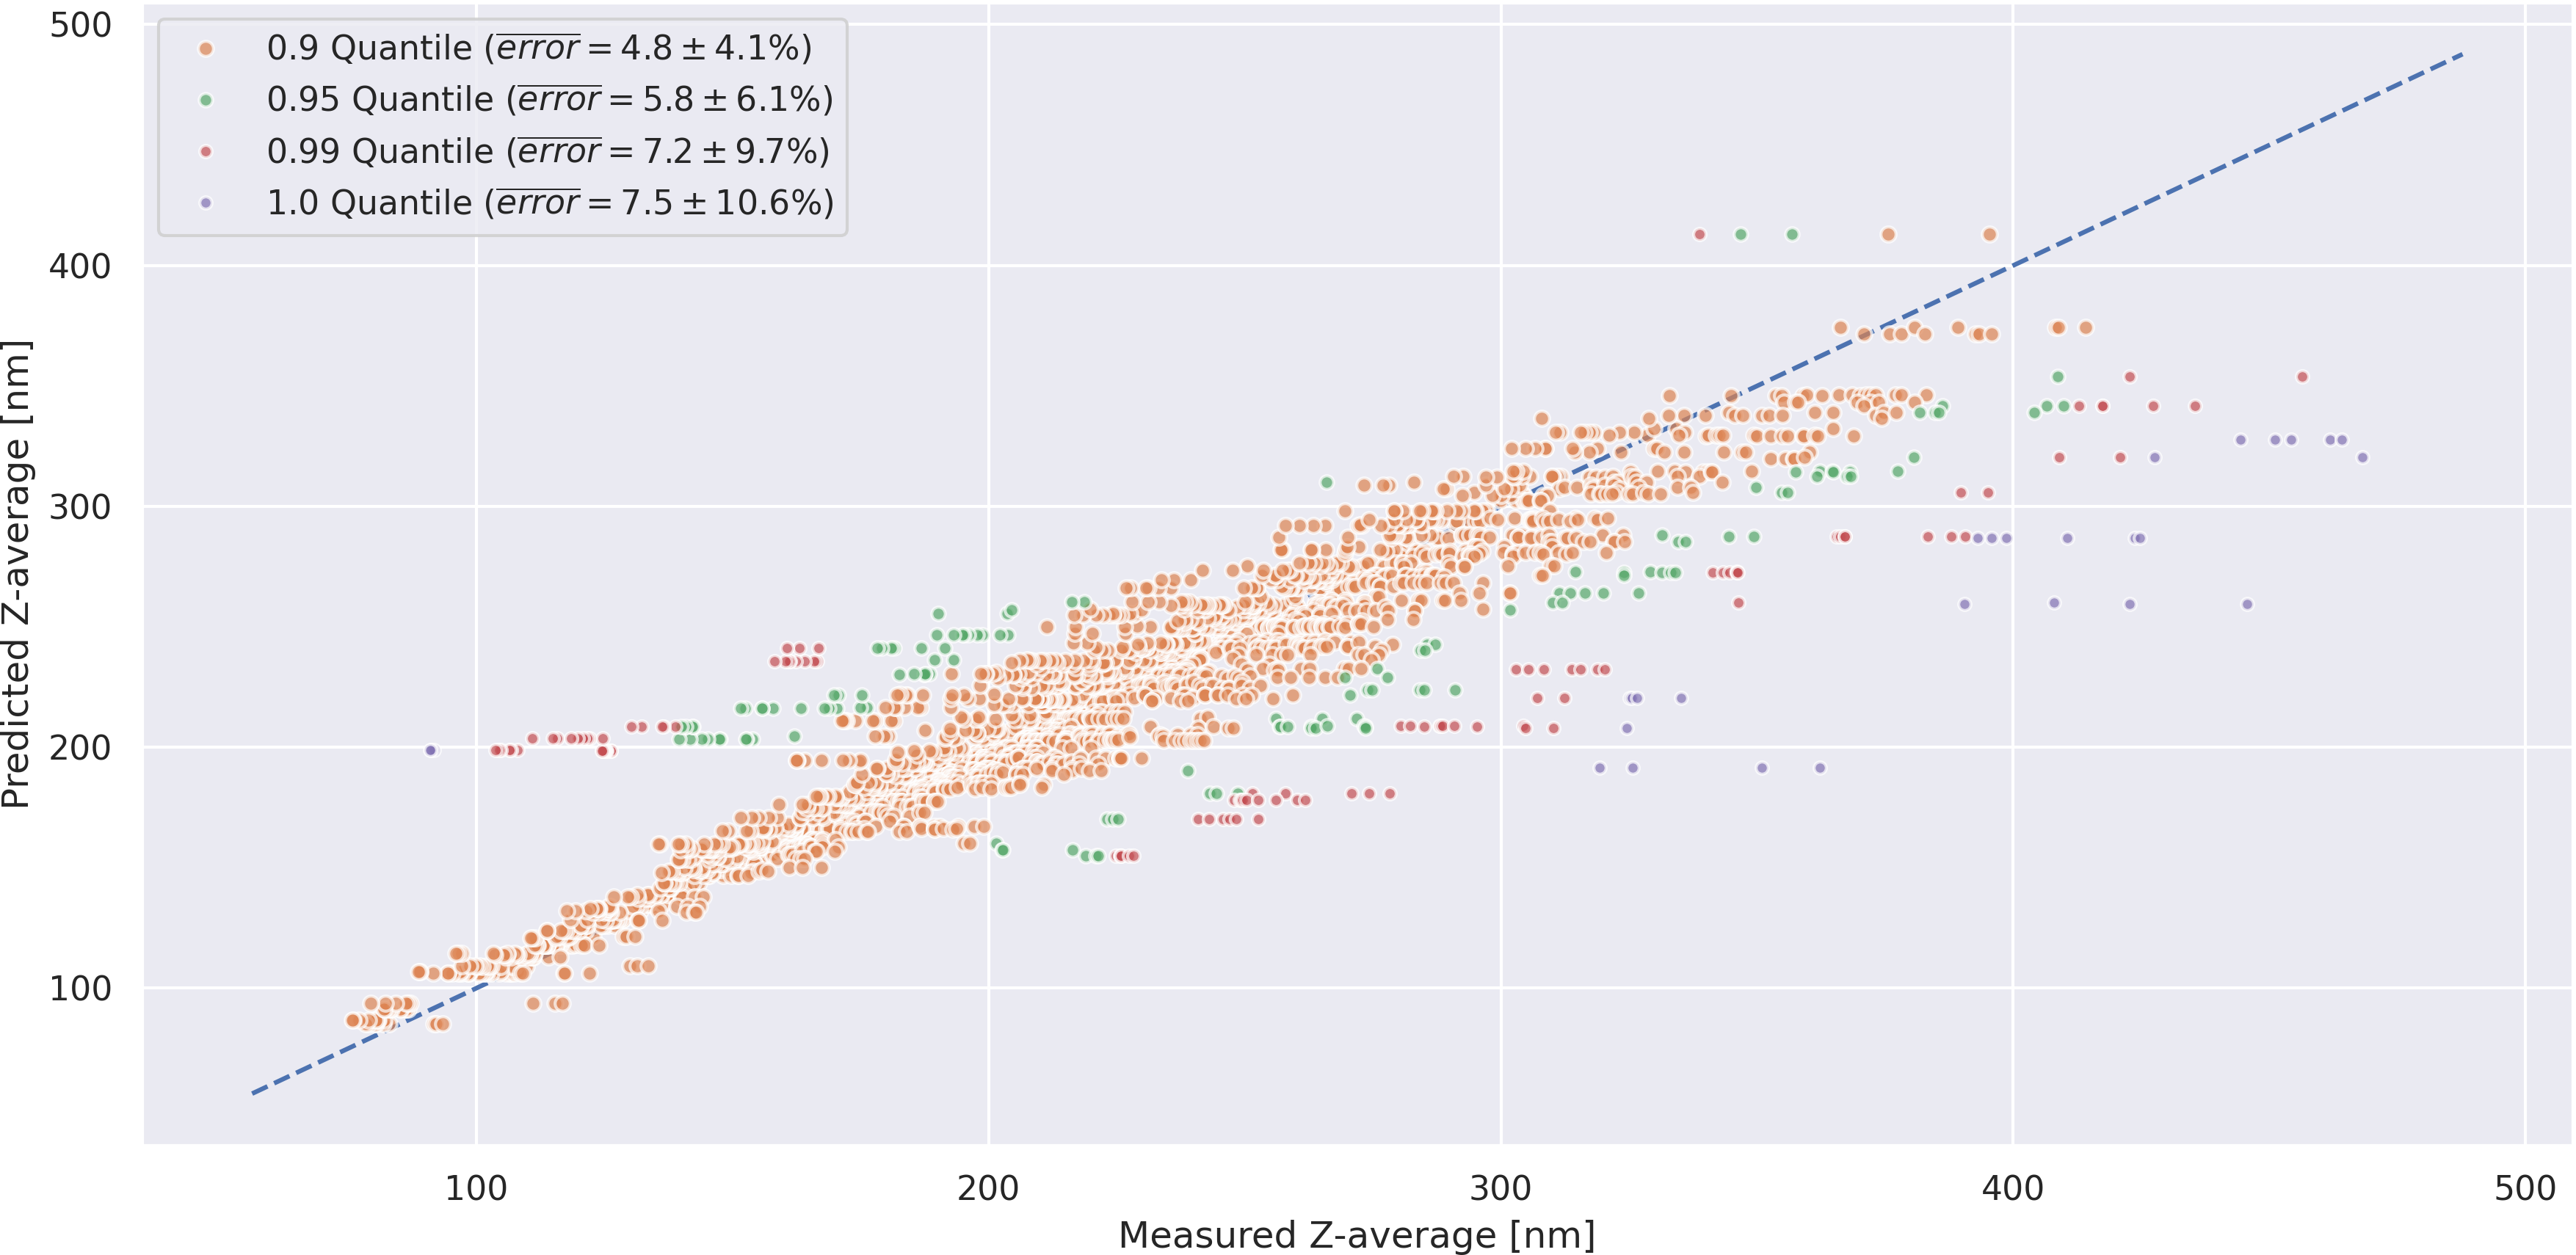 500
400
300
200
100
Predicted Z-average [nm]
0.9 Quantile (error = 4.8 ± 4.1%)
0.95 Quantile (error = 5.8 ± 6.1%)
0.99 Quantile (error = 7.2 ± 9.7%)
1.0 Quantile (error = 7.5 ± 10.6%)
100 200 300 400 500
Measured Z-average [nm]